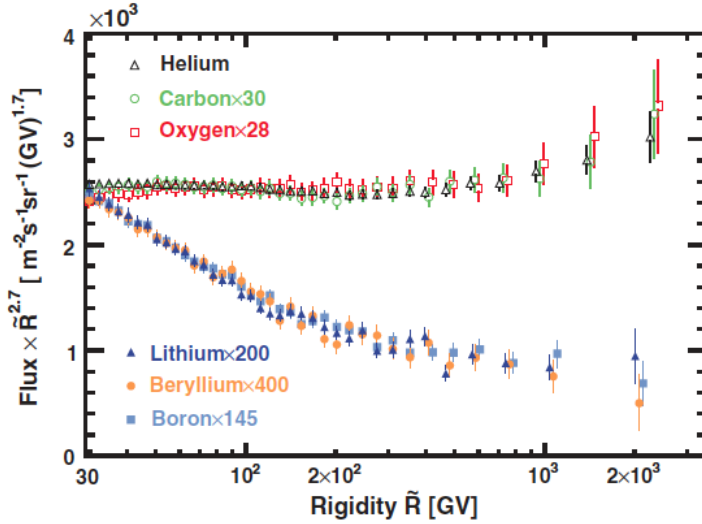 ×10³
4
3
2
1
0
Flux × R̃²·⁷ [ m⁻²s⁻¹sr⁻¹ (GV)¹·⁷ ]
Helium
Carbon×30
Oxygen×28
Lithium×200
Beryllium×400
Boron×145
30 10² 2×10² 10³ 2×10³
Rigidity R̃ [GV]